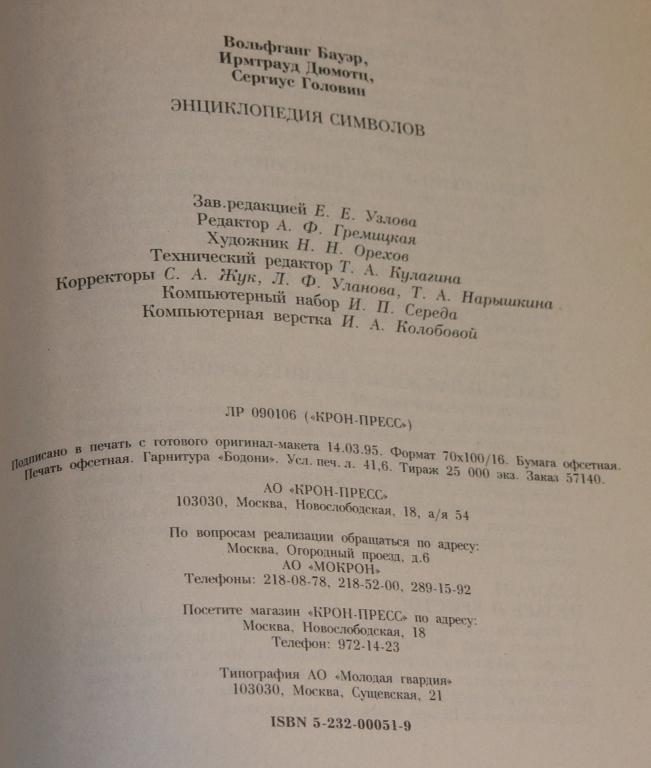 Вольфганг Бауэр,
Ирмтрауд Дюмотц,
Сергиус Головин
ЭНЦИКЛОПЕДИЯ СИМВОЛОВ
Зав.редакцией Е. Е. Узлова
Редактор А. Ф. Гремицкая
Художник Н. Н. Орехов
Технический редактор Т. А. Кулагина
Корректоры С. А. Жук, Л. Ф. Уланова, Т. А. Нарышкина
Компьютерный набор И. П. Середа
Компьютерная верстка И. А. Колобовой
ЛР 090106 («КРОН-ПРЕСС»)
Подписано в печать с готового оригинал-макета 14.03.95. Формат 70х100/16. Бумага офсетная.
Печать офсетная. Гарнитура «Бодони». Усл. печ. л. 41,6. Тираж 25 000 экз. Заказ 57140.
АО «КРОН-ПРЕСС»
103030, Москва, Новослободская, 18, а/я 54
По вопросам реализации обращаться по адресу:
Москва, Огородный проезд, д.6
АО «МОКРОН»
Телефоны: 218-08-78, 218-52-00, 289-15-92
Посетите магазин «КРОН-ПРЕСС» по адресу:
Москва, Новослободская, 18
Телефон: 972-14-23
Типография АО «Молодая гвардия»
103030, Москва, Сущевская, 21
ISBN 5-232-00051-9